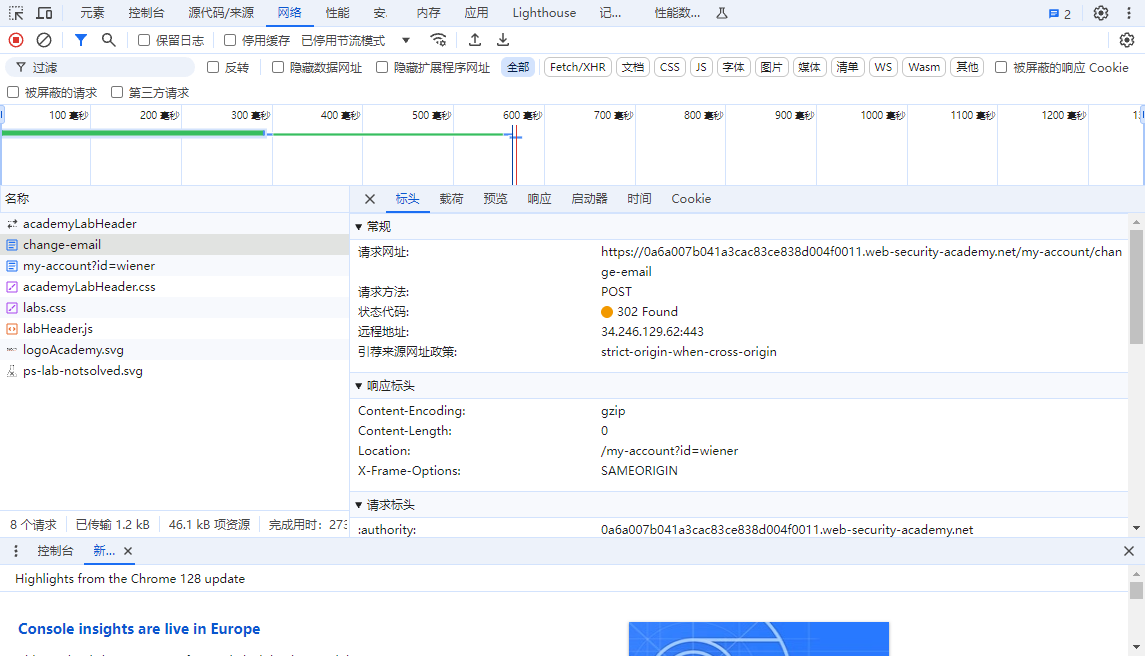 元素 控制台 源代码/来源 网络 性能 安. 内存 应用 Lighthouse 记... 性能数... 2
保留日志 停用缓存 已停用节流模式
过滤 反转 隐藏数据网址 隐藏扩展程序网址 全部 Fetch/XHR 文档 CSS JS 字体 图片 媒体 清单 WS Wasm 其他 被屏蔽的响应 Cookie
被屏蔽的请求 第三方请求
100 毫秒 200 毫秒 300 毫秒 400 毫秒 500 毫秒 600 毫秒 700 毫秒 800 毫秒 900 毫秒 1000 毫秒 1100 毫秒 1200 毫秒
名称
academyLabHeader
change-email
my-account?id=wiener
academyLabHeader.css
labs.css
labHeader.js
logoAcademy.svg
ps-lab-notsolved.svg
8 个请求 已传输 1.2 kB 46.1 kB 项资源 完成用时: 273
标头 载荷 预览 响应 启动器 时间 Cookie
常规
请求网址: https://0a6a007b041a3cac83ce838d004f0011.web-security-academy.net/my-account/chan
ge-email
请求方法: POST
状态代码: 302 Found
远程地址: 34.246.129.62:443
引荐来源网址政策: strict-origin-when-cross-origin
响应标头
Content-Encoding: gzip
Content-Length: 0
Location: /my-account?id=wiener
X-Frame-Options: SAMEORIGIN
请求标头
:authority: 0a6a007b041a3cac83ce838d004f0011.web-security-academy.net
控制台 新...
Highlights from the Chrome 128 update
Console insights are live in Europe